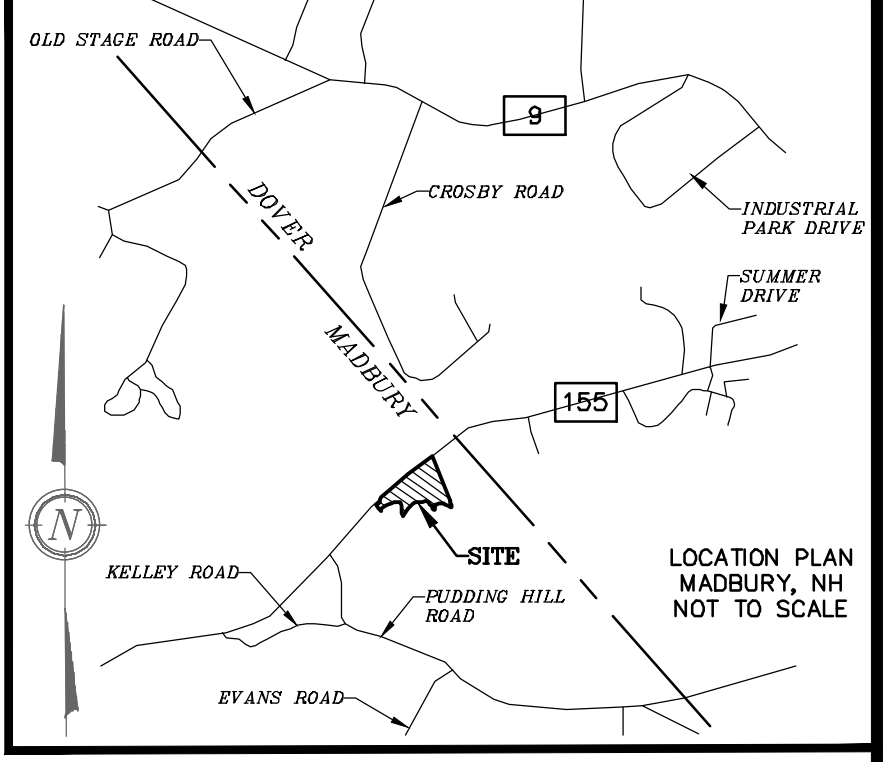 OLD STAGE ROAD
9
CROSBY ROAD
DOVER
INDUSTRIAL
PARK DRIVE
SUMMER
DRIVE
MADBURY
155
N
SITE
KELLEY ROAD
PUDDING HILL
ROAD
LOCATION PLAN
MADBURY, NH
NOT TO SCALE
EVANS ROAD